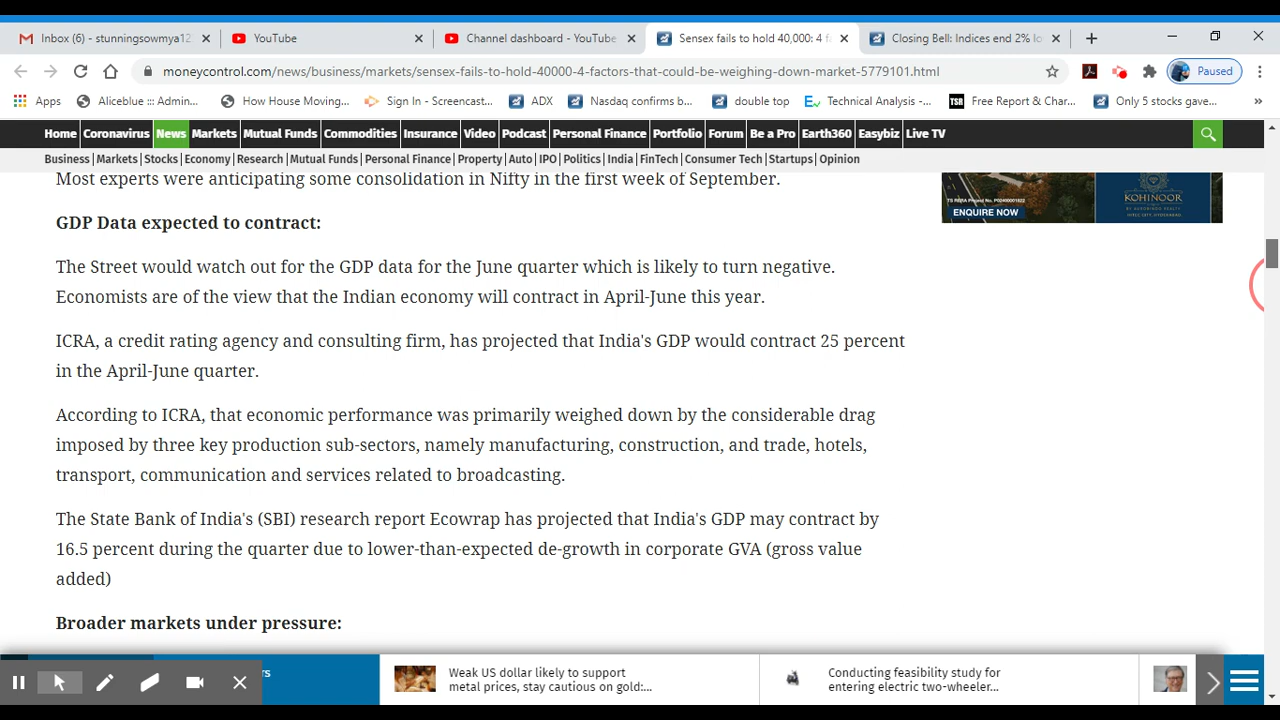 Inbox (6) - stunningsowmya12
YouTube
Channel dashboard - YouTube
Sensex fails to hold 40,000: 4 f
Closing Bell: Indices end 2% lo
moneycontrol.com/news/business/markets/sensex-fails-to-hold-40000-4-factors-that-could-be-weighing-down-market-5779101.html
Paused
Apps
Aliceblue ::: Admin...
How House Moving...
Sign In - Screencast...
ADX
Nasdaq confirms b...
double top
Technical Analysis -...
TSR
Free Report & Char...
Only 5 stocks gave...
»
Home Coronavirus News Markets Mutual Funds Commodities Insurance Video Podcast Personal Finance Portfolio Forum Be a Pro Earth360 Easybiz Live TV
Business | Markets | Stocks | Economy | Research | Mutual Funds | Personal Finance | Property | Auto | IPO | Politics | India | FinTech | Consumer Tech | Startups | Opinion
Most experts were anticipating some consolidation in Nifty in the first week of September.
KOHINOOR
ENQUIRE NOW
GDP Data expected to contract:
The Street would watch out for the GDP data for the June quarter which is likely to turn negative.
Economists are of the view that the Indian economy will contract in April-June this year.
ICRA, a credit rating agency and consulting firm, has projected that India's GDP would contract 25 percent
in the April-June quarter.
According to ICRA, that economic performance was primarily weighed down by the considerable drag
imposed by three key production sub-sectors, namely manufacturing, construction, and trade, hotels,
transport, communication and services related to broadcasting.
The State Bank of India's (SBI) research report Ecowrap has projected that India's GDP may contract by
16.5 percent during the quarter due to lower-than-expected de-growth in corporate GVA (gross value
added)
Broader markets under pressure:
rs
Weak US dollar likely to support
metal prices, stay cautious on gold:...
Conducting feasibility study for
entering electric two-wheeler...